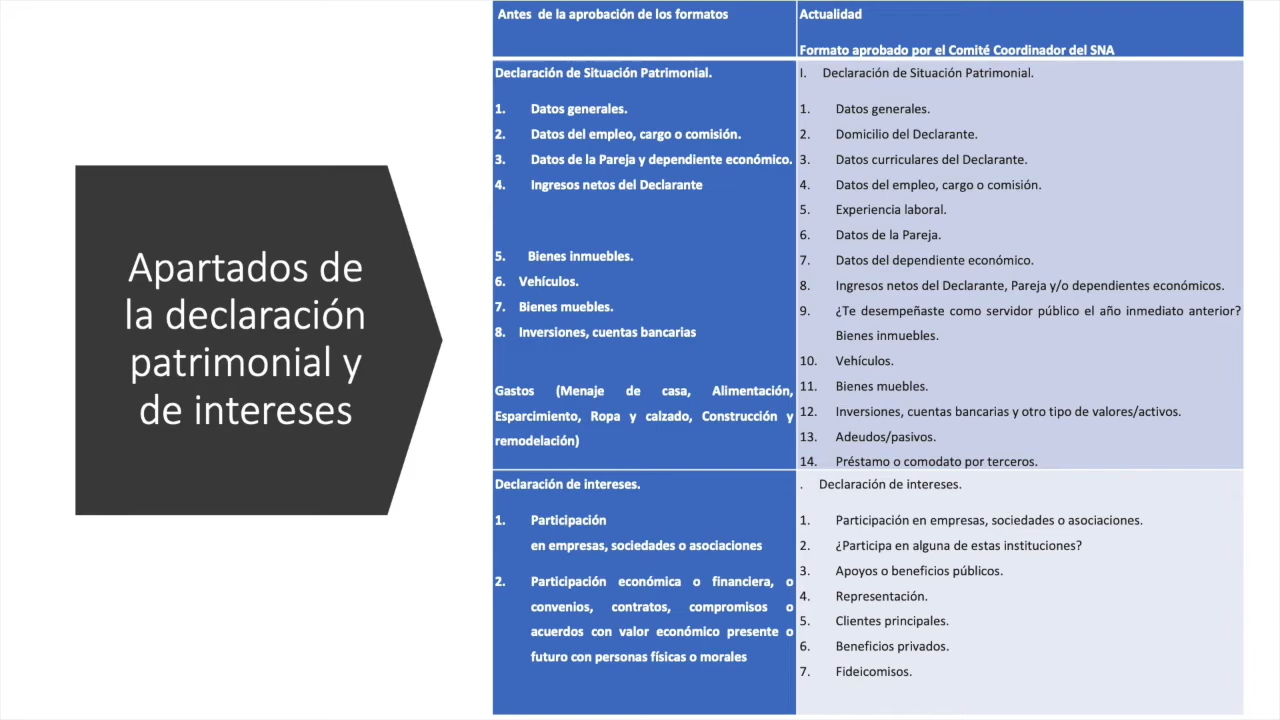 Apartados de
la declaración
patrimonial y
de intereses
Antes de la aprobación de los formatos
Declaración de Situación Patrimonial.
1. Datos generales.
2. Datos del empleo, cargo o comisión.
3. Datos de la Pareja y dependiente económico.
4. Ingresos netos del Declarante
5. Bienes inmuebles.
6. Vehículos.
7. Bienes muebles.
8. Inversiones, cuentas bancarias
Gastos (Menaje de casa, Alimentación,
Esparcimiento, Ropa y calzado, Construcción y
remodelación)
Declaración de intereses.
1. Participación
en empresas, sociedades o asociaciones
2. Participación económica o financiera, o
convenios, contratos, compromisos o
acuerdos con valor económico presente o
futuro con personas físicas o morales
Actualidad
Formato aprobado por el Comité Coordinador del SNA
I. Declaración de Situación Patrimonial.
1. Datos generales.
2. Domicilio del Declarante.
3. Datos curriculares del Declarante.
4. Datos del empleo, cargo o comisión.
5. Experiencia laboral.
6. Datos de la Pareja.
7. Datos del dependiente económico.
8. Ingresos netos del Declarante, Pareja y/o dependientes económicos.
9. ¿Te desempeñaste como servidor público el año inmediato anterior?
Bienes inmuebles.
10. Vehículos.
11. Bienes muebles.
12. Inversiones, cuentas bancarias y otro tipo de valores/activos.
13. Adeudos/pasivos.
14. Préstamo o comodato por terceros.
. Declaración de intereses.
1. Participación en empresas, sociedades o asociaciones.
2. ¿Participa en alguna de estas instituciones?
3. Apoyos o beneficios públicos.
4. Representación.
5. Clientes principales.
6. Beneficios privados.
7. Fideicomisos.